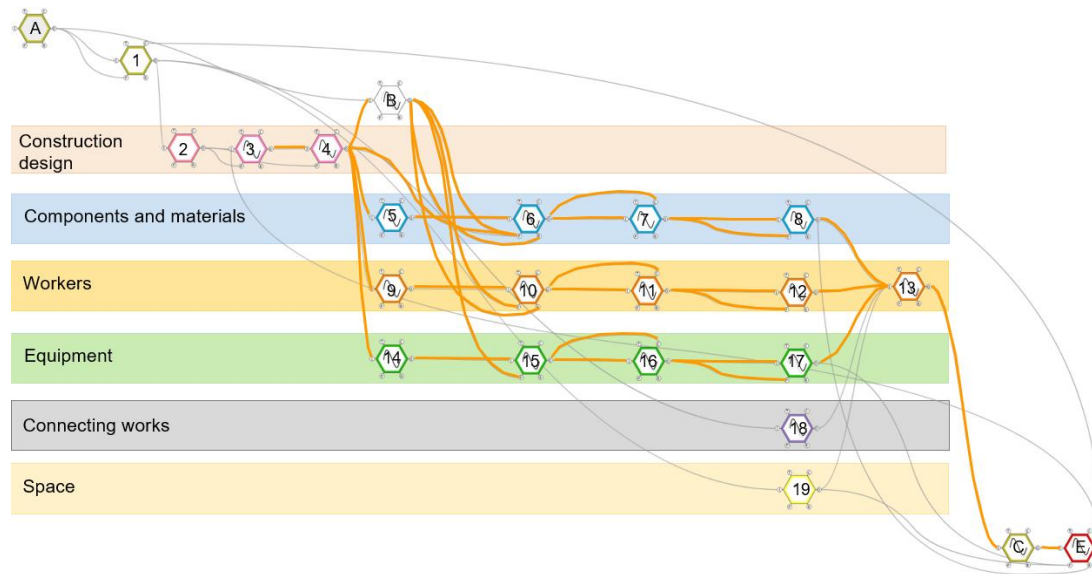 A
1
B
Construction
design
2 3 4
Components and materials
5 6 7 8
Workers
9 10 11 12 13
Equipment
14 15 16 17
Connecting works
18
Space
19
C E